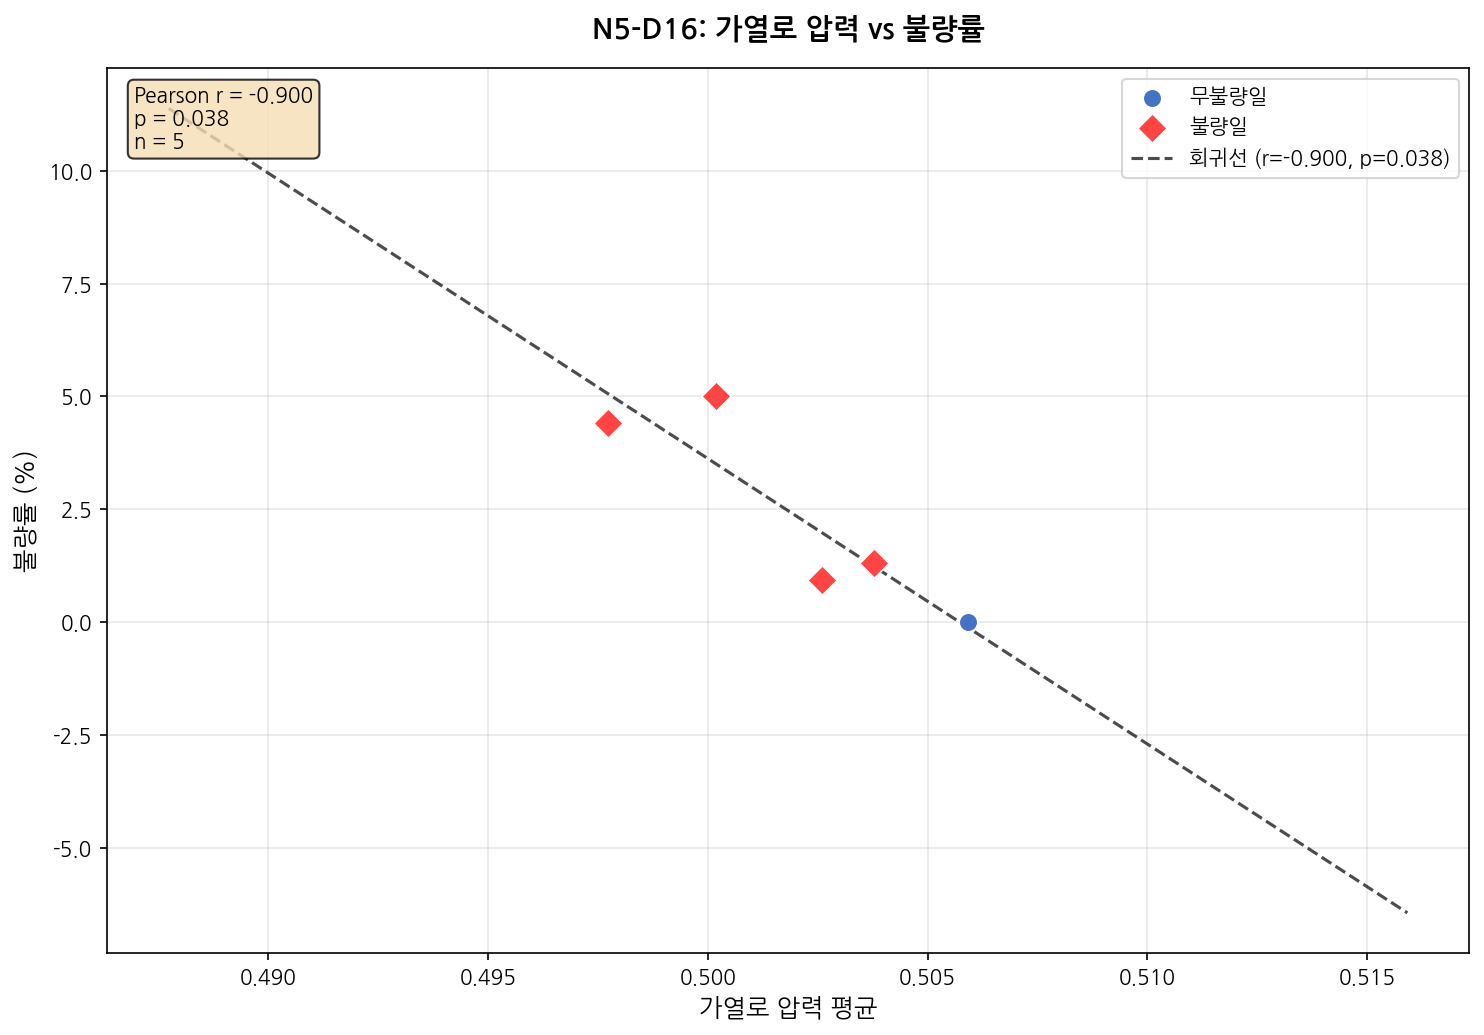 N5-D16: 가열로 압력 vs 불량률
Pearson r = -0.900
p = 0.038
n = 5
무불량일
불량일
회귀선 (r=-0.900, p=0.038)
불량률 (%)
10.0
7.5
5.0
2.5
0.0
-2.5
-5.0
0.490
0.495
0.500
0.505
0.510
0.515
가열로 압력 평균